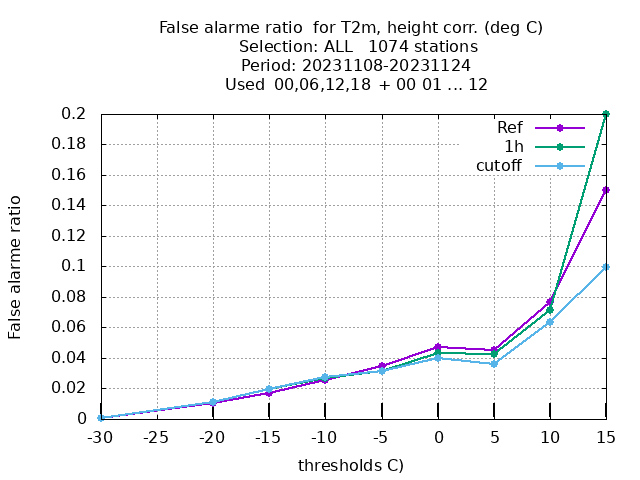 False alarme ratio  for T2m, height corr. (deg C)
Selection: ALL   1074 stations
Period: 20231108-20231124
Used  00,06,12,18  + 00 01 ... 12
Ref
1h
cutoff
False alarme ratio
0.2
0.18
0.16
0.14
0.12
0.1
0.08
0.06
0.04
0.02
0
-30 -25 -20 -15 -10 -5 0 5 10 15
thresholds C)